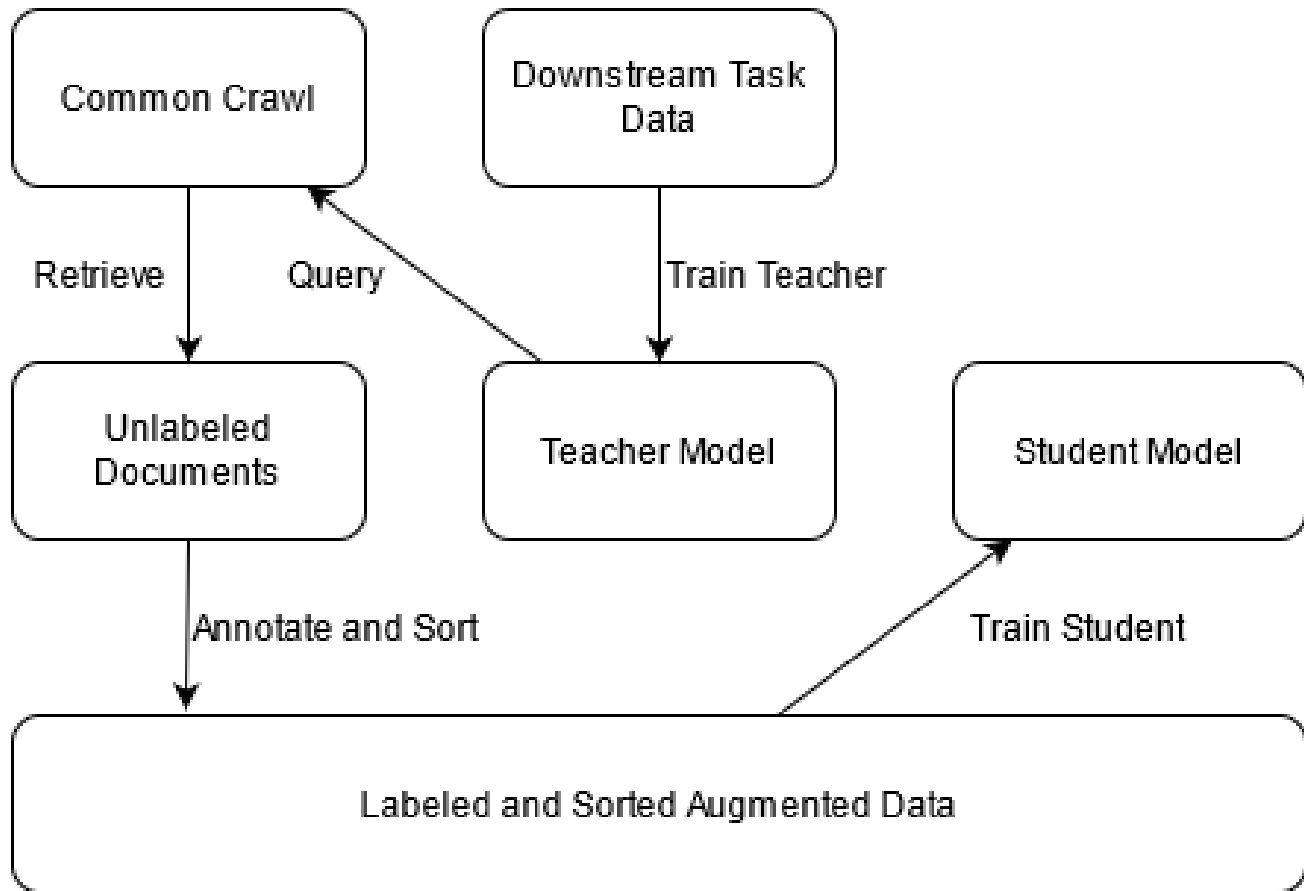 Common Crawl
Downstream Task
Data
Retrieve
Query
Train Teacher
Unlabeled
Documents
Teacher Model
Student Model
Annotate and Sort
Train Student
Labeled and Sorted Augmented Data